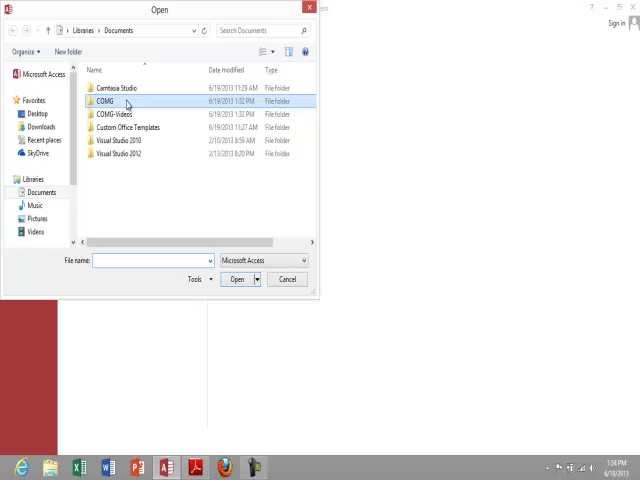 Open
Sign in
Libraries
Documents
Search Documents
Organize
New folder
Name
Date modified
Type
Microsoft Access
Favorites
Desktop
Downloads
Recent places
SkyDrive
Libraries
Documents
Music
Pictures
Videos
Camtasia Studio 6/19/2013 11:29 AM File folder
COMG 6/19/2013 1:32 PM File folder
COMG-Videos 6/19/2013 1:32 PM File folder
Custom Office Templates 6/19/2013 11:27 AM File folder
Visual Studio 2010 2/10/2013 8:59 AM File folder
Visual Studio 2012 2/13/2013 8:20 PM File folder
File name:
Microsoft Access
Tools
Open
Cancel
1:34 PM
6/19/2013